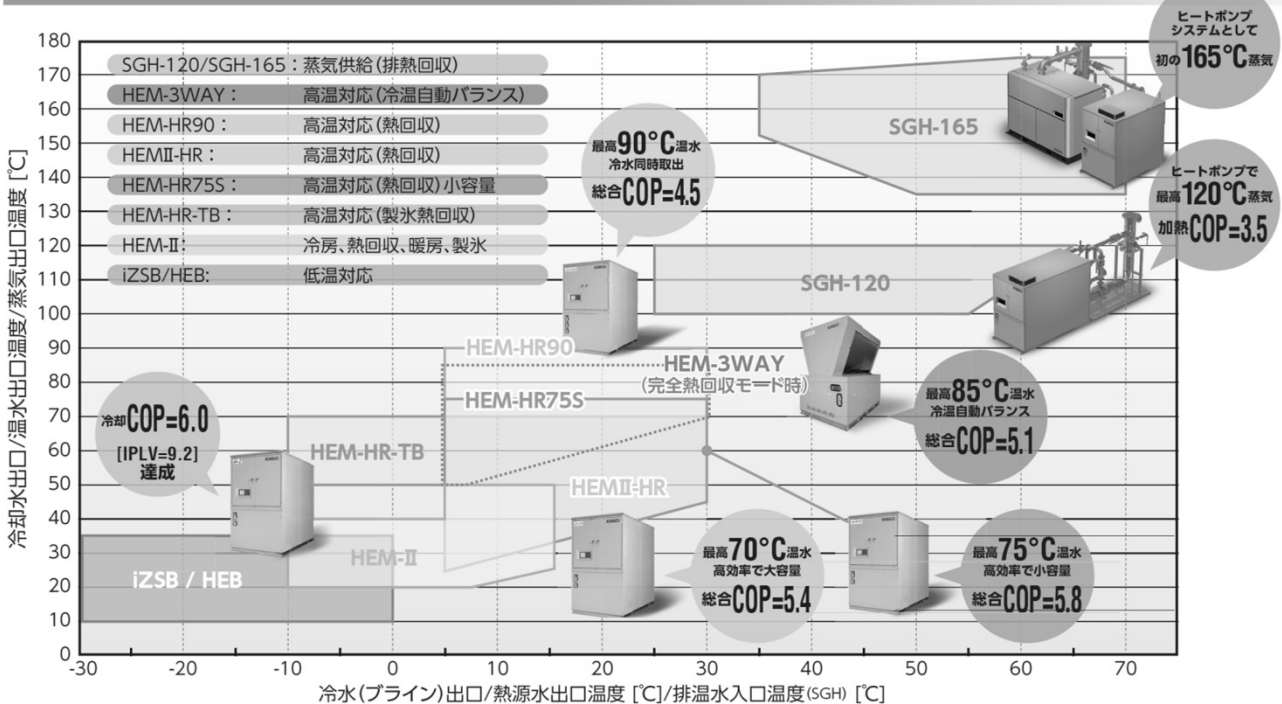 ヒートポンプ
システムとして
初の165°C蒸気
SGH-120/SGH-165：蒸気供給(排熱回収)
HEM-3WAY： 高温対応(冷温自動バランス)
HEM-HR90： 高温対応(熱回収)
HEMⅡ-HR： 高温対応(熱回収)
HEM-HR75S： 高温対応(熱回収)小容量
HEM-HR-TB： 高温対応(製氷熱回収)
HEM-Ⅱ: 冷房、熱回収、暖房、製氷
iZSB/HEB: 低温対応
最高90°C温水
冷水同時取出
総合COP=4.5
SGH-165
ヒートポンプで
最高120°C蒸気
加熱COP=3.5
SGH-120
HEM-HR90
HEM-3WAY
(完全熱回収モード時)
HEM-HR75S
最高85°C温水
冷温自動バランス
総合COP=5.1
冷却COP=6.0
[IPLV=9.2]
達成
HEM-HR-TB
HEMⅡ-HR
HEM-Ⅱ
iZSB / HEB
最高70°C温水
高効率で大容量
総合COP=5.4
最高75°C温水
高効率で小容量
総合COP=5.8
冷却水出口/温水出口温度/蒸気出口温度 [℃]
180
170
160
150
140
130
120
110
100
90
80
70
60
50
40
30
20
10
0
-30 -20 -10 0 10 20 30 40 50 60 70
冷水(ブライン)出口/熱源水出口温度 [℃]/排温水入口温度(SGH) [℃]